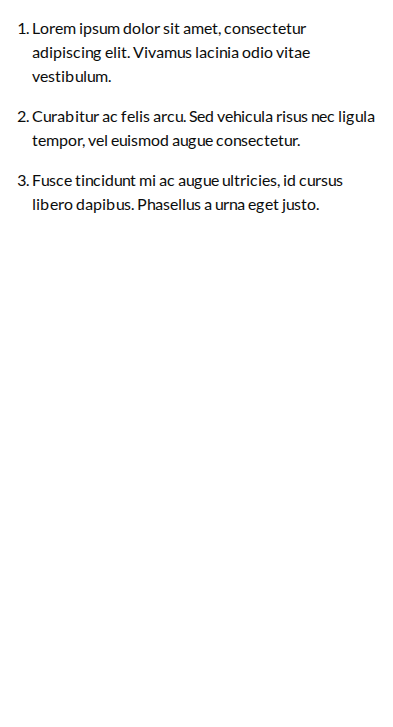 1. Lorem ipsum dolor sit amet, consectetur
adipiscing elit. Vivamus lacinia odio vitae
vestibulum.
2. Curabitur ac felis arcu. Sed vehicula risus nec ligula
tempor, vel euismod augue consectetur.
3. Fusce tincidunt mi ac augue ultricies, id cursus
libero dapibus. Phasellus a urna eget justo.